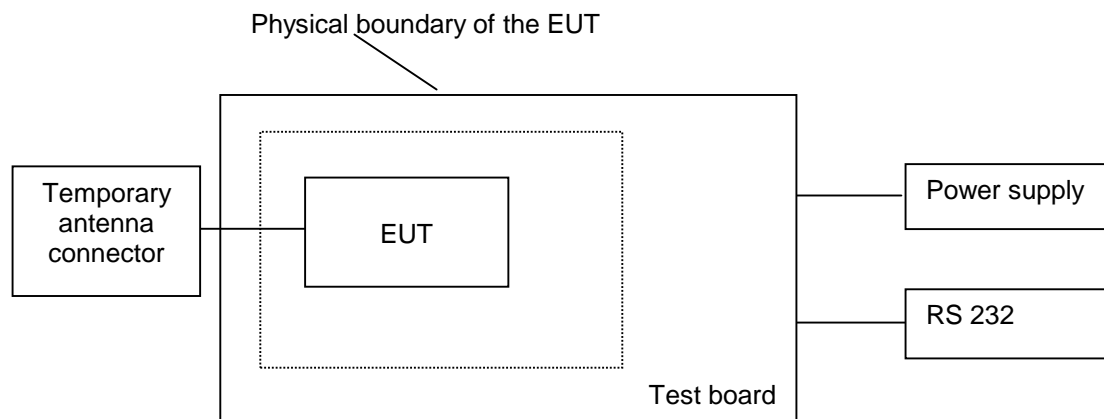 Physical boundary of the EUT
Temporary
antenna
connector
EUT
Power supply
RS 232
Test board